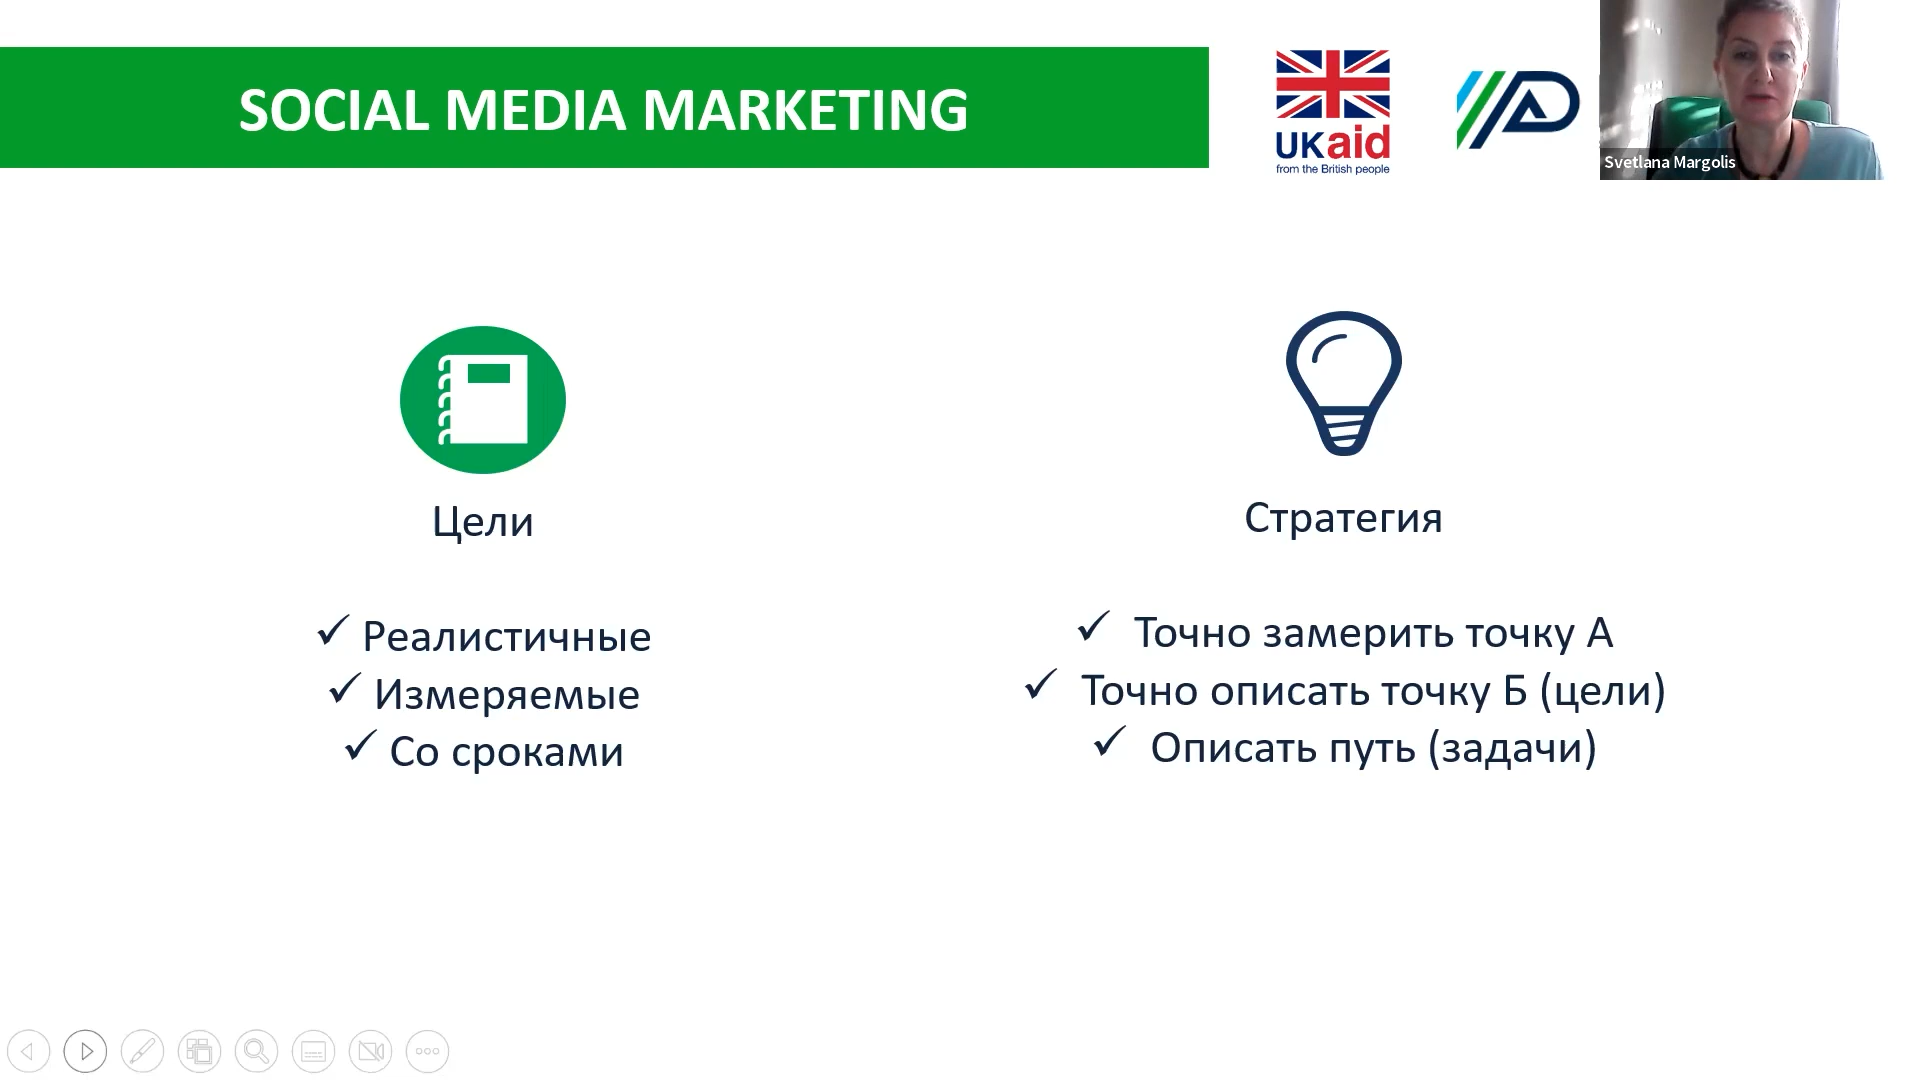 SOCIAL MEDIA MARKETING
UKaid
from the British people
Svetlana Margolis
Цели
Реалистичные
Измеряемые
Со сроками
Стратегия
Точно замерить точку А
Точно описать точку Б (цели)
Описать путь (задачи)